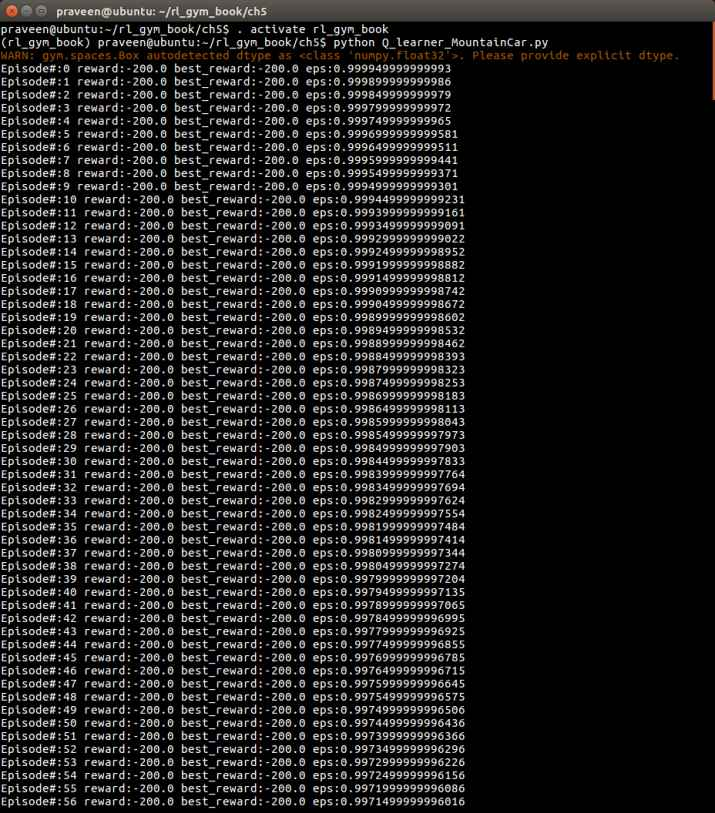 praveen@ubuntu: ~/rl_gym_book/ch5
praveen@ubuntu:~/rl_gym_book/ch5$ . activate rl_gym_book
(rl_gym_book) praveen@ubuntu:~/rl_gym_book/ch5$ python Q_learner_MountainCar.py
WARN: gym.spaces.Box autodetected dtype as <class 'numpy.float32'>. Please provide explicit dtype.
Episode#:0 reward:-200.0 best_reward:-200.0 eps:0.999949999999993
Episode#:1 reward:-200.0 best_reward:-200.0 eps:0.999899999999986
Episode#:2 reward:-200.0 best_reward:-200.0 eps:0.999849999999979
Episode#:3 reward:-200.0 best_reward:-200.0 eps:0.999799999999972
Episode#:4 reward:-200.0 best_reward:-200.0 eps:0.999749999999965
Episode#:5 reward:-200.0 best_reward:-200.0 eps:0.9996999999999581
Episode#:6 reward:-200.0 best_reward:-200.0 eps:0.9996499999999511
Episode#:7 reward:-200.0 best_reward:-200.0 eps:0.9995999999999441
Episode#:8 reward:-200.0 best_reward:-200.0 eps:0.9995499999999371
Episode#:9 reward:-200.0 best_reward:-200.0 eps:0.9994999999999301
Episode#:10 reward:-200.0 best_reward:-200.0 eps:0.9994499999999231
Episode#:11 reward:-200.0 best_reward:-200.0 eps:0.9993999999999161
Episode#:12 reward:-200.0 best_reward:-200.0 eps:0.9993499999999091
Episode#:13 reward:-200.0 best_reward:-200.0 eps:0.9992999999999022
Episode#:14 reward:-200.0 best_reward:-200.0 eps:0.9992499999998952
Episode#:15 reward:-200.0 best_reward:-200.0 eps:0.9991999999998882
Episode#:16 reward:-200.0 best_reward:-200.0 eps:0.9991499999998812
Episode#:17 reward:-200.0 best_reward:-200.0 eps:0.9990999999998742
Episode#:18 reward:-200.0 best_reward:-200.0 eps:0.9990499999998672
Episode#:19 reward:-200.0 best_reward:-200.0 eps:0.9989999999998602
Episode#:20 reward:-200.0 best_reward:-200.0 eps:0.9989499999998532
Episode#:21 reward:-200.0 best_reward:-200.0 eps:0.9988999999998462
Episode#:22 reward:-200.0 best_reward:-200.0 eps:0.9988499999998393
Episode#:23 reward:-200.0 best_reward:-200.0 eps:0.9987999999998323
Episode#:24 reward:-200.0 best_reward:-200.0 eps:0.9987499999998253
Episode#:25 reward:-200.0 best_reward:-200.0 eps:0.9986999999998183
Episode#:26 reward:-200.0 best_reward:-200.0 eps:0.9986499999998113
Episode#:27 reward:-200.0 best_reward:-200.0 eps:0.9985999999998043
Episode#:28 reward:-200.0 best_reward:-200.0 eps:0.9985499999997973
Episode#:29 reward:-200.0 best_reward:-200.0 eps:0.9984999999997903
Episode#:30 reward:-200.0 best_reward:-200.0 eps:0.9984499999997833
Episode#:31 reward:-200.0 best_reward:-200.0 eps:0.9983999999997764
Episode#:32 reward:-200.0 best_reward:-200.0 eps:0.9983499999997694
Episode#:33 reward:-200.0 best_reward:-200.0 eps:0.9982999999997624
Episode#:34 reward:-200.0 best_reward:-200.0 eps:0.9982499999997554
Episode#:35 reward:-200.0 best_reward:-200.0 eps:0.9981999999997484
Episode#:36 reward:-200.0 best_reward:-200.0 eps:0.9981499999997414
Episode#:37 reward:-200.0 best_reward:-200.0 eps:0.9980999999997344
Episode#:38 reward:-200.0 best_reward:-200.0 eps:0.9980499999997274
Episode#:39 reward:-200.0 best_reward:-200.0 eps:0.9979999999997204
Episode#:40 reward:-200.0 best_reward:-200.0 eps:0.9979499999997135
Episode#:41 reward:-200.0 best_reward:-200.0 eps:0.9978999999997065
Episode#:42 reward:-200.0 best_reward:-200.0 eps:0.9978499999996995
Episode#:43 reward:-200.0 best_reward:-200.0 eps:0.9977999999996925
Episode#:44 reward:-200.0 best_reward:-200.0 eps:0.9977499999996855
Episode#:45 reward:-200.0 best_reward:-200.0 eps:0.9976999999996785
Episode#:46 reward:-200.0 best_reward:-200.0 eps:0.9976499999996715
Episode#:47 reward:-200.0 best_reward:-200.0 eps:0.9975999999996645
Episode#:48 reward:-200.0 best_reward:-200.0 eps:0.9975499999996575
Episode#:49 reward:-200.0 best_reward:-200.0 eps:0.9974999999996506
Episode#:50 reward:-200.0 best_reward:-200.0 eps:0.9974499999996436
Episode#:51 reward:-200.0 best_reward:-200.0 eps:0.9973999999996366
Episode#:52 reward:-200.0 best_reward:-200.0 eps:0.9973499999996296
Episode#:53 reward:-200.0 best_reward:-200.0 eps:0.9972999999996226
Episode#:54 reward:-200.0 best_reward:-200.0 eps:0.9972499999996156
Episode#:55 reward:-200.0 best_reward:-200.0 eps:0.9971999999996086
Episode#:56 reward:-200.0 best_reward:-200.0 eps:0.9971499999996016